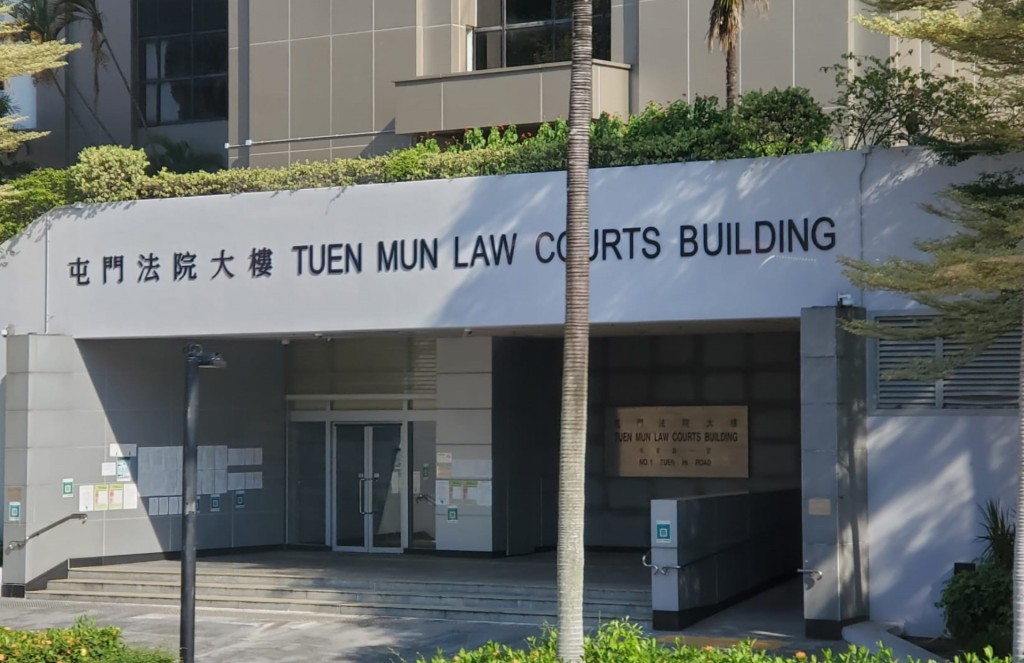 屯門法院大樓 TUEN MUN LAW COURTS BUILDING
屯門法院大樓
TUEN MUN LAW COURTS BUILDING
NO.1 TUEN HI ROAD